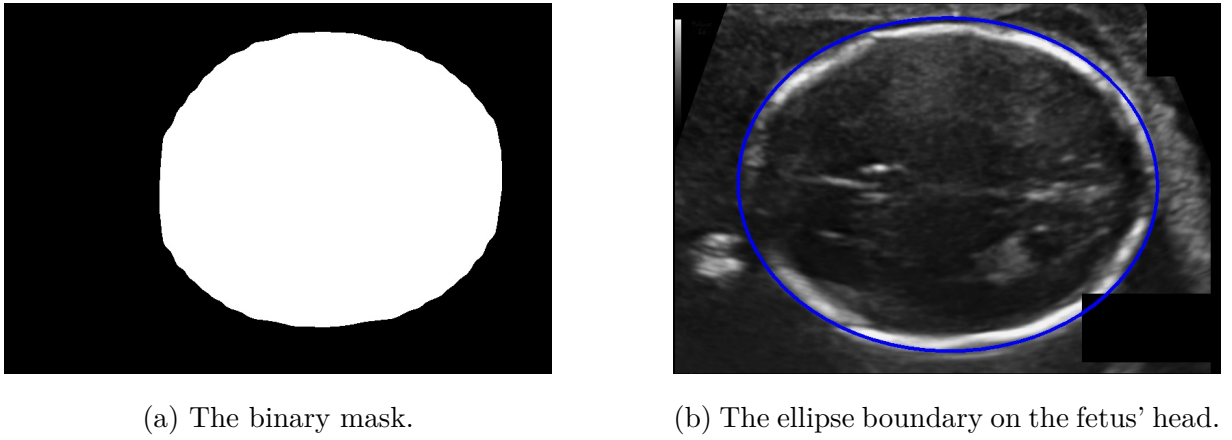 (a) The binary mask.
(b) The ellipse boundary on the fetus' head.